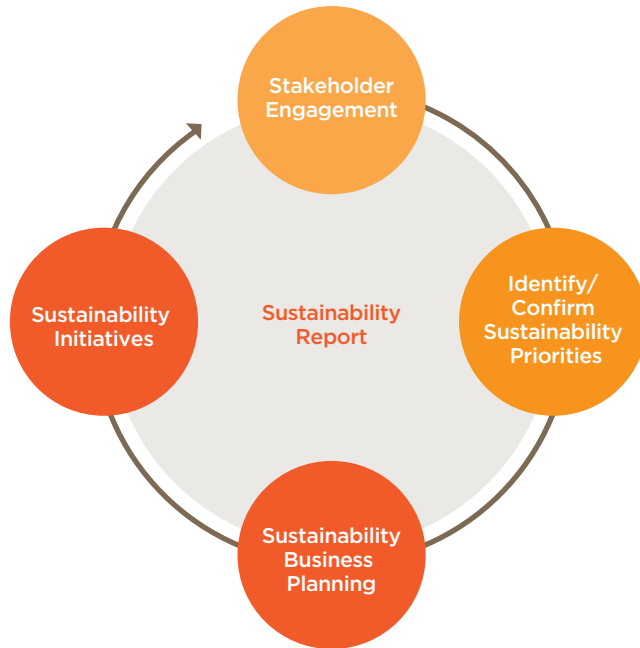 Stakeholder
Engagement
Identify/
Confirm
Sustainability
Priorities
Sustainability
Business
Planning
Sustainability
Initiatives
Sustainability
Report